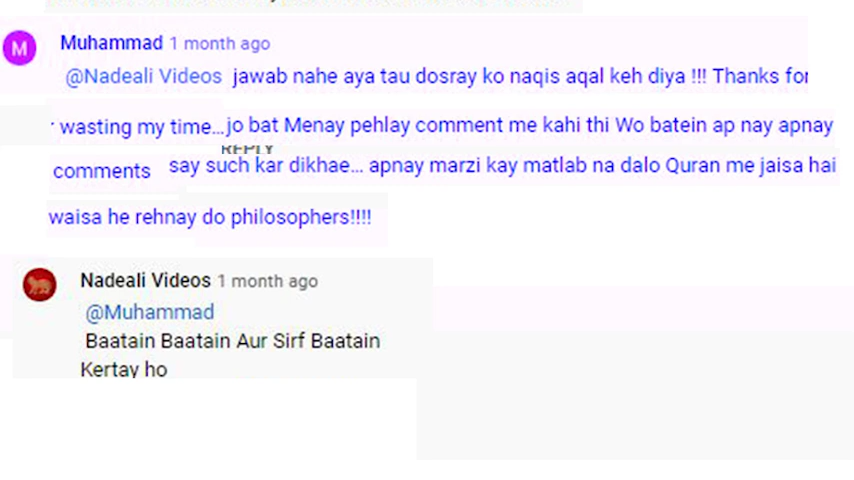 Muhammad 1 month ago
@Nadeali Videos jawab nahe aya tau dosray ko naqis aqal keh diya !!! Thanks for
wasting my time... jo bat Menay pehlay comment me kahi thi Wo batein ap nay apnay
REPLY
comments say such kar dikhae... apnay marzi kay matlab na dalo Quran me jaisa hai
waisa he rehnay do philosophers!!!!
Nadeali Videos 1 month ago
@Muhammad
Baatain Baatain Aur Sirf Baatain
Kertay ho